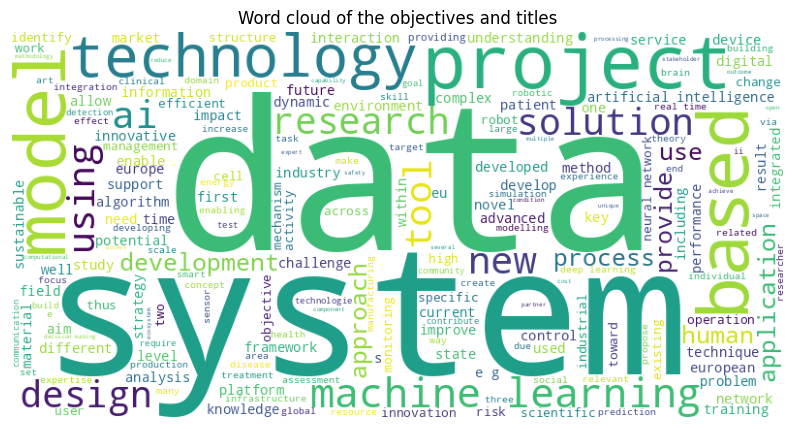 Word cloud of the objectives and titles
identify market structure interaction providing understanding service device processing building methodology
work technology project digital stakeholder reduce
integration art clinical domain product capability goal skill robotic brain outcome
allow information future dynamic environment complex patient one artificial intelligence change
model detection efficient impact research robot solution real time open
effect ai increase task large via
using innovative management data tool based
enable mechanism activity target make expert safety
europe industry developed method theory ii
support cell eu develop simulation end experience result integrated
sustainable algorithm energy first enabling across within novel use neural network including performance
need time test multiple condition unique achieve
developing potential scale advanced key modelling provide space
computational well development challenge new process related
study smart concept high deep learning individual researcher
focus field strategy sensor objective approach manufacturing community create cost
communication material thus two technologie component monitoring specific contribute partner application
build e system current way human
aim decision making ecosystem framework health improve control due toward operation
different require level production area s state used industrial propose existing technique
set expertise analysis disease treatment assessment e g european problem
design many platform infrastructure machine learning social relevant network
user knowledge global resource innovation risk scientific three prediction training